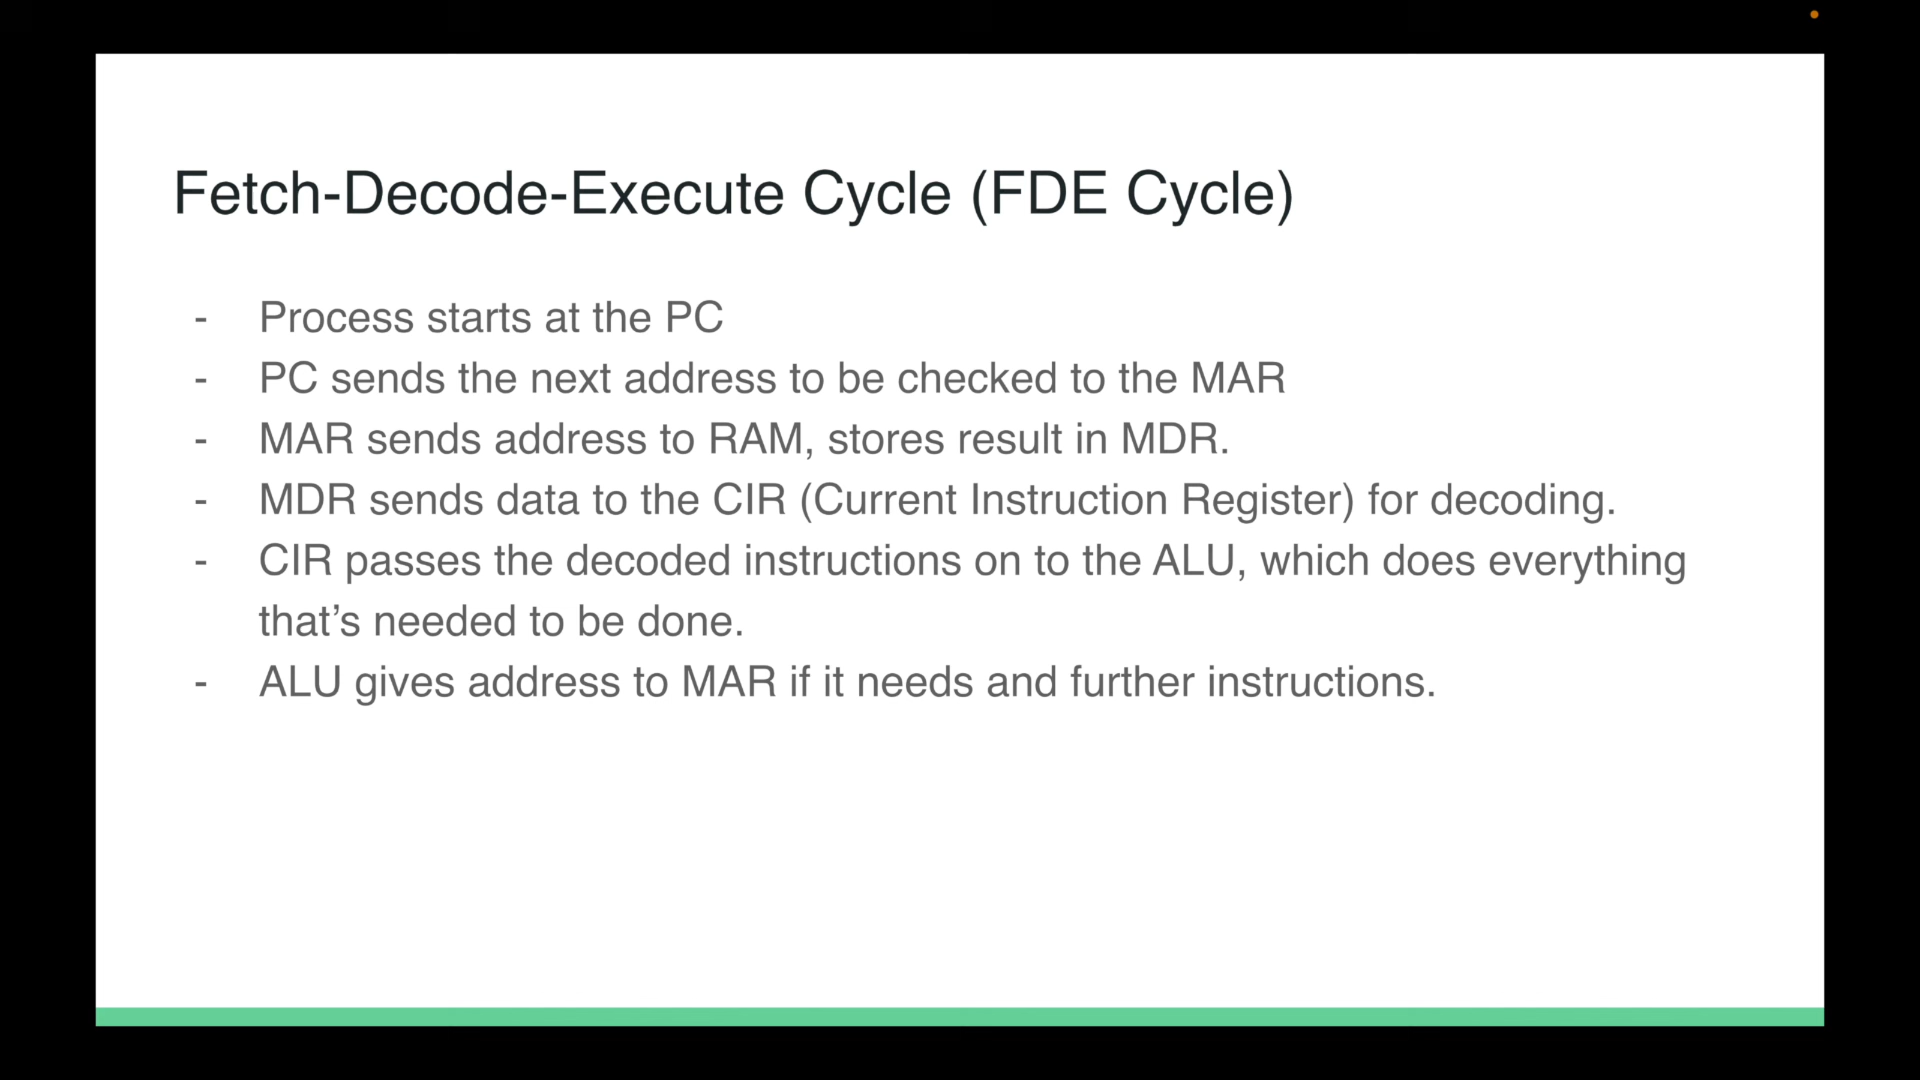 Fetch-Decode-Execute Cycle (FDE Cycle)
- Process starts at the PC
- PC sends the next address to be checked to the MAR
- MAR sends address to RAM, stores result in MDR.
- MDR sends data to the CIR (Current Instruction Register) for decoding.
- CIR passes the decoded instructions on to the ALU, which does everything
that’s needed to be done.
- ALU gives address to MAR if it needs and further instructions.